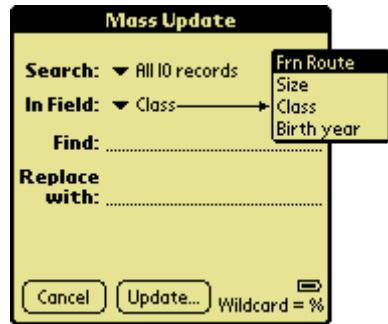 Mass Update
Search: All 10 records
In Field: Class
Find:
Replace
with:
Cancel Update... Wildcard = %
Frn Route
Size
Class
Birth year